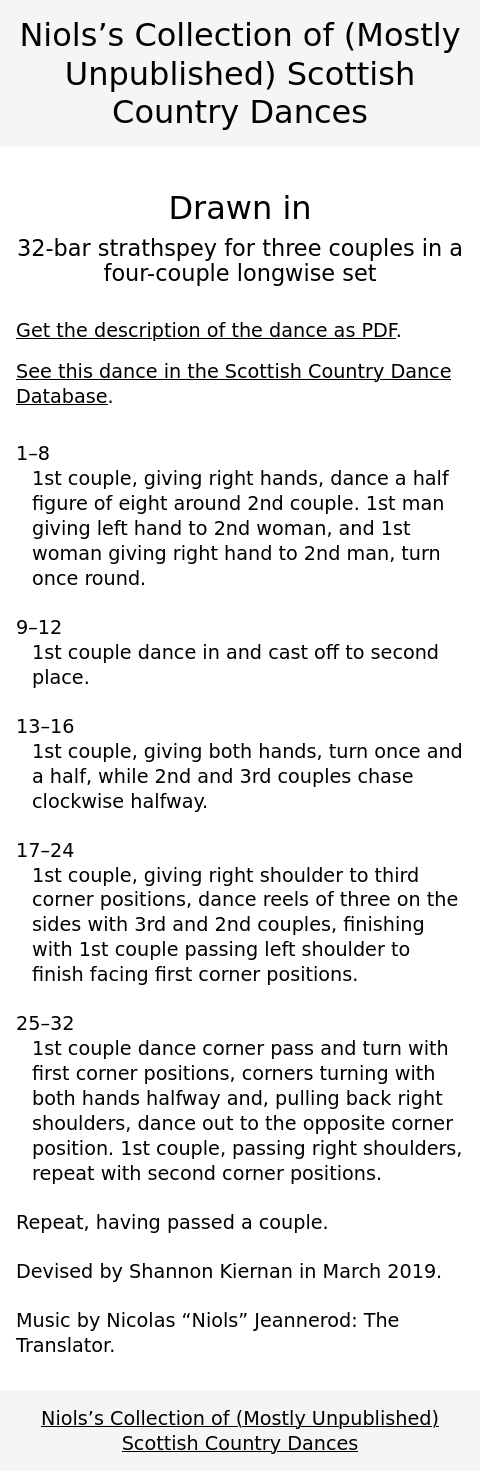 Niols’s Collection of (Mostly
Unpublished) Scottish
Country Dances
Drawn in
32-bar strathspey for three couples in a
four-couple longwise set
Get the description of the dance as PDF.
See this dance in the Scottish Country Dance
Database.
1–8
1st couple, giving right hands, dance a half
figure of eight around 2nd couple. 1st man
giving left hand to 2nd woman, and 1st
woman giving right hand to 2nd man, turn
once round.
9–12
1st couple dance in and cast off to second
place.
13–16
1st couple, giving both hands, turn once and
a half, while 2nd and 3rd couples chase
clockwise halfway.
17–24
1st couple, giving right shoulder to third
corner positions, dance reels of three on the
sides with 3rd and 2nd couples, finishing
with 1st couple passing left shoulder to
finish facing first corner positions.
25–32
1st couple dance corner pass and turn with
first corner positions, corners turning with
both hands halfway and, pulling back right
shoulders, dance out to the opposite corner
position. 1st couple, passing right shoulders,
repeat with second corner positions.
Repeat, having passed a couple.
Devised by Shannon Kiernan in March 2019.
Music by Nicolas “Niols” Jeannerod: The
Translator.
Niols’s Collection of (Mostly Unpublished)
Scottish Country Dances